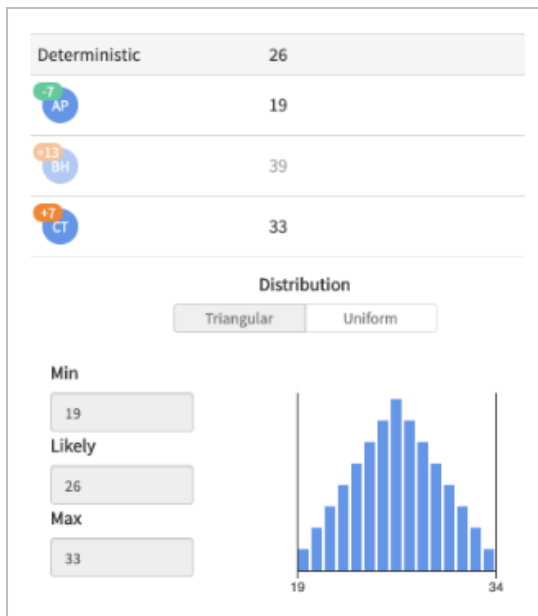 Deterministic 26
-7
AP 19
+13
BH 39
+7
CT 33
Distribution
Triangular Uniform
Min
19
Likely
26
Max
33
19 34